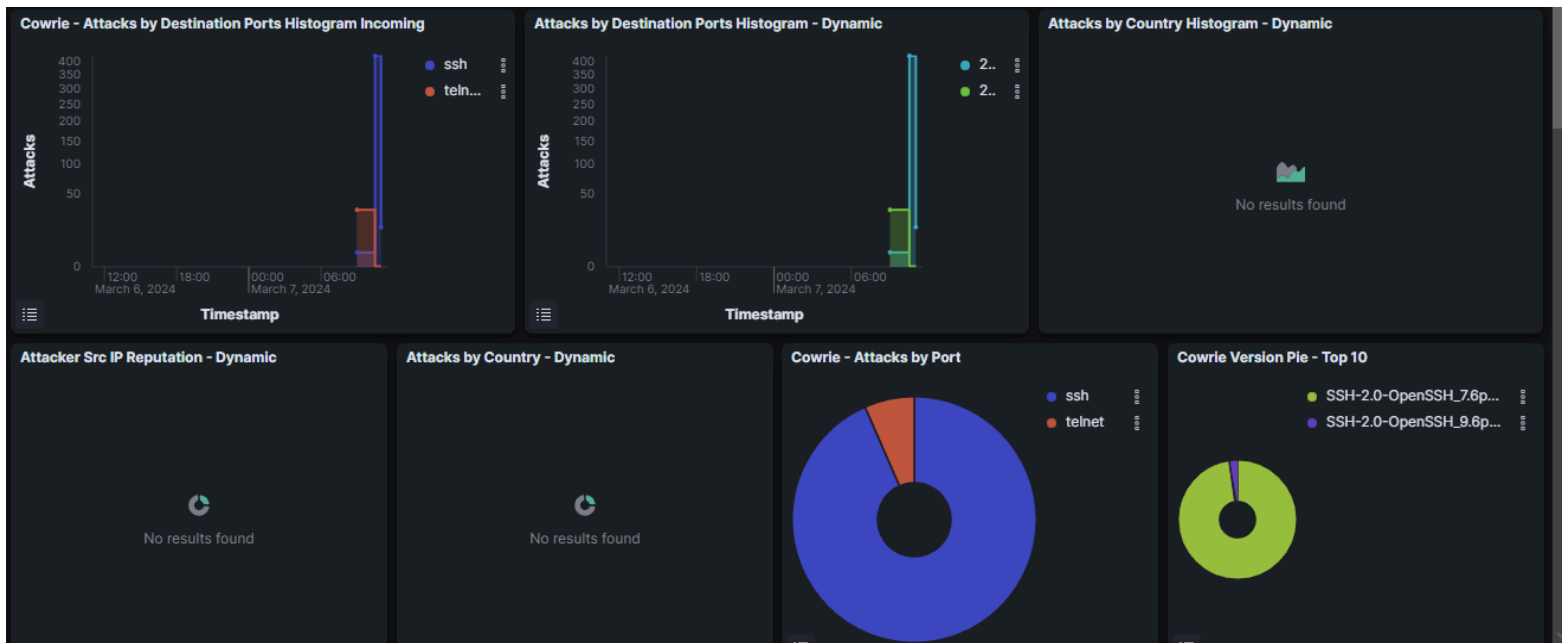 Cowrie - Attacks by Destination Ports Histogram Incoming
400
350
300
250
200
150
100
50
0
Attacks
12:00
18:00
00:00
06:00
March 6, 2024
March 7, 2024
Timestamp
ssh
teln...
Attacks by Destination Ports Histogram - Dynamic
400
350
300
250
200
150
100
50
0
Attacks
12:00
18:00
00:00
06:00
March 6, 2024
March 7, 2024
Timestamp
2..
2..
Attacks by Country Histogram - Dynamic
No results found
Attacker Src IP Reputation - Dynamic
No results found
Attacks by Country - Dynamic
No results found
Cowrie - Attacks by Port
ssh
telnet
Cowrie Version Pie - Top 10
SSH-2.0-OpenSSH_7.6p...
SSH-2.0-OpenSSH_9.6p...